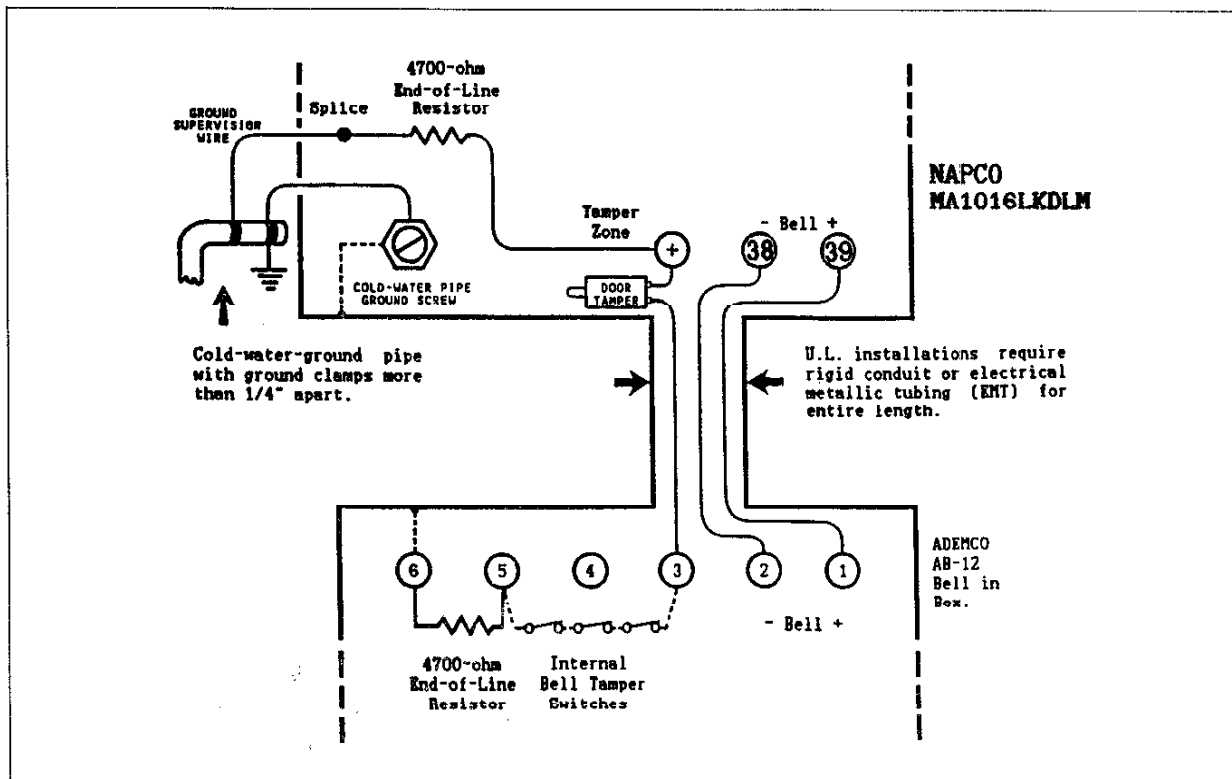 4700-ohm
End-of-Line
Resistor
Splice
GROUND
SUPERVISION
WIRE
NAPCO
MA1016LKDLM
Tamper
Zone
+
- Bell +
38
39
DOOR
TAMPER
COLD-WATER PIPE
GROUND SCREW
Cold-water-ground pipe
with ground clamps more
than 1/4" apart.
U.L. installations require
rigid conduit or electrical
metallic tubing (EMT) for
entire length.
6
5
4
3
2
1
ADEMCO
AB-12
Bell in
Box.
- Bell +
4700-ohm
End-of-Line
Resistor
Internal
Bell Tamper
Switches